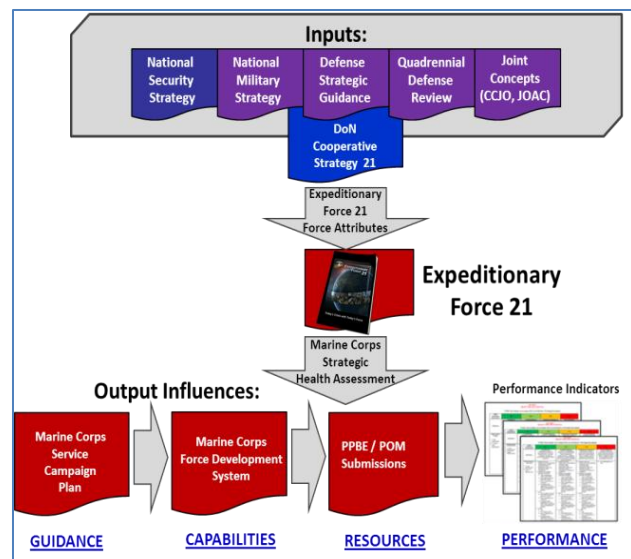 Inputs:
National
Security
Strategy
National
Military
Strategy
Defense
Strategic
Guidance
Quadrennial
Defense
Review
Joint
Concepts
(CCJO, JOAC)
DoN
Cooperative
Strategy 21
Expeditionary
Force 21
Force Attributes
Expeditionary
Force 21
Marine Corps
Strategic
Health Assessment
Output Influences:
Performance Indicators
Marine Corps
Service
Campaign
Plan
Marine Corps
Force Development
System
PPBE / POM
Submissions
GUIDANCE
CAPABILITIES
RESOURCES
PERFORMANCE